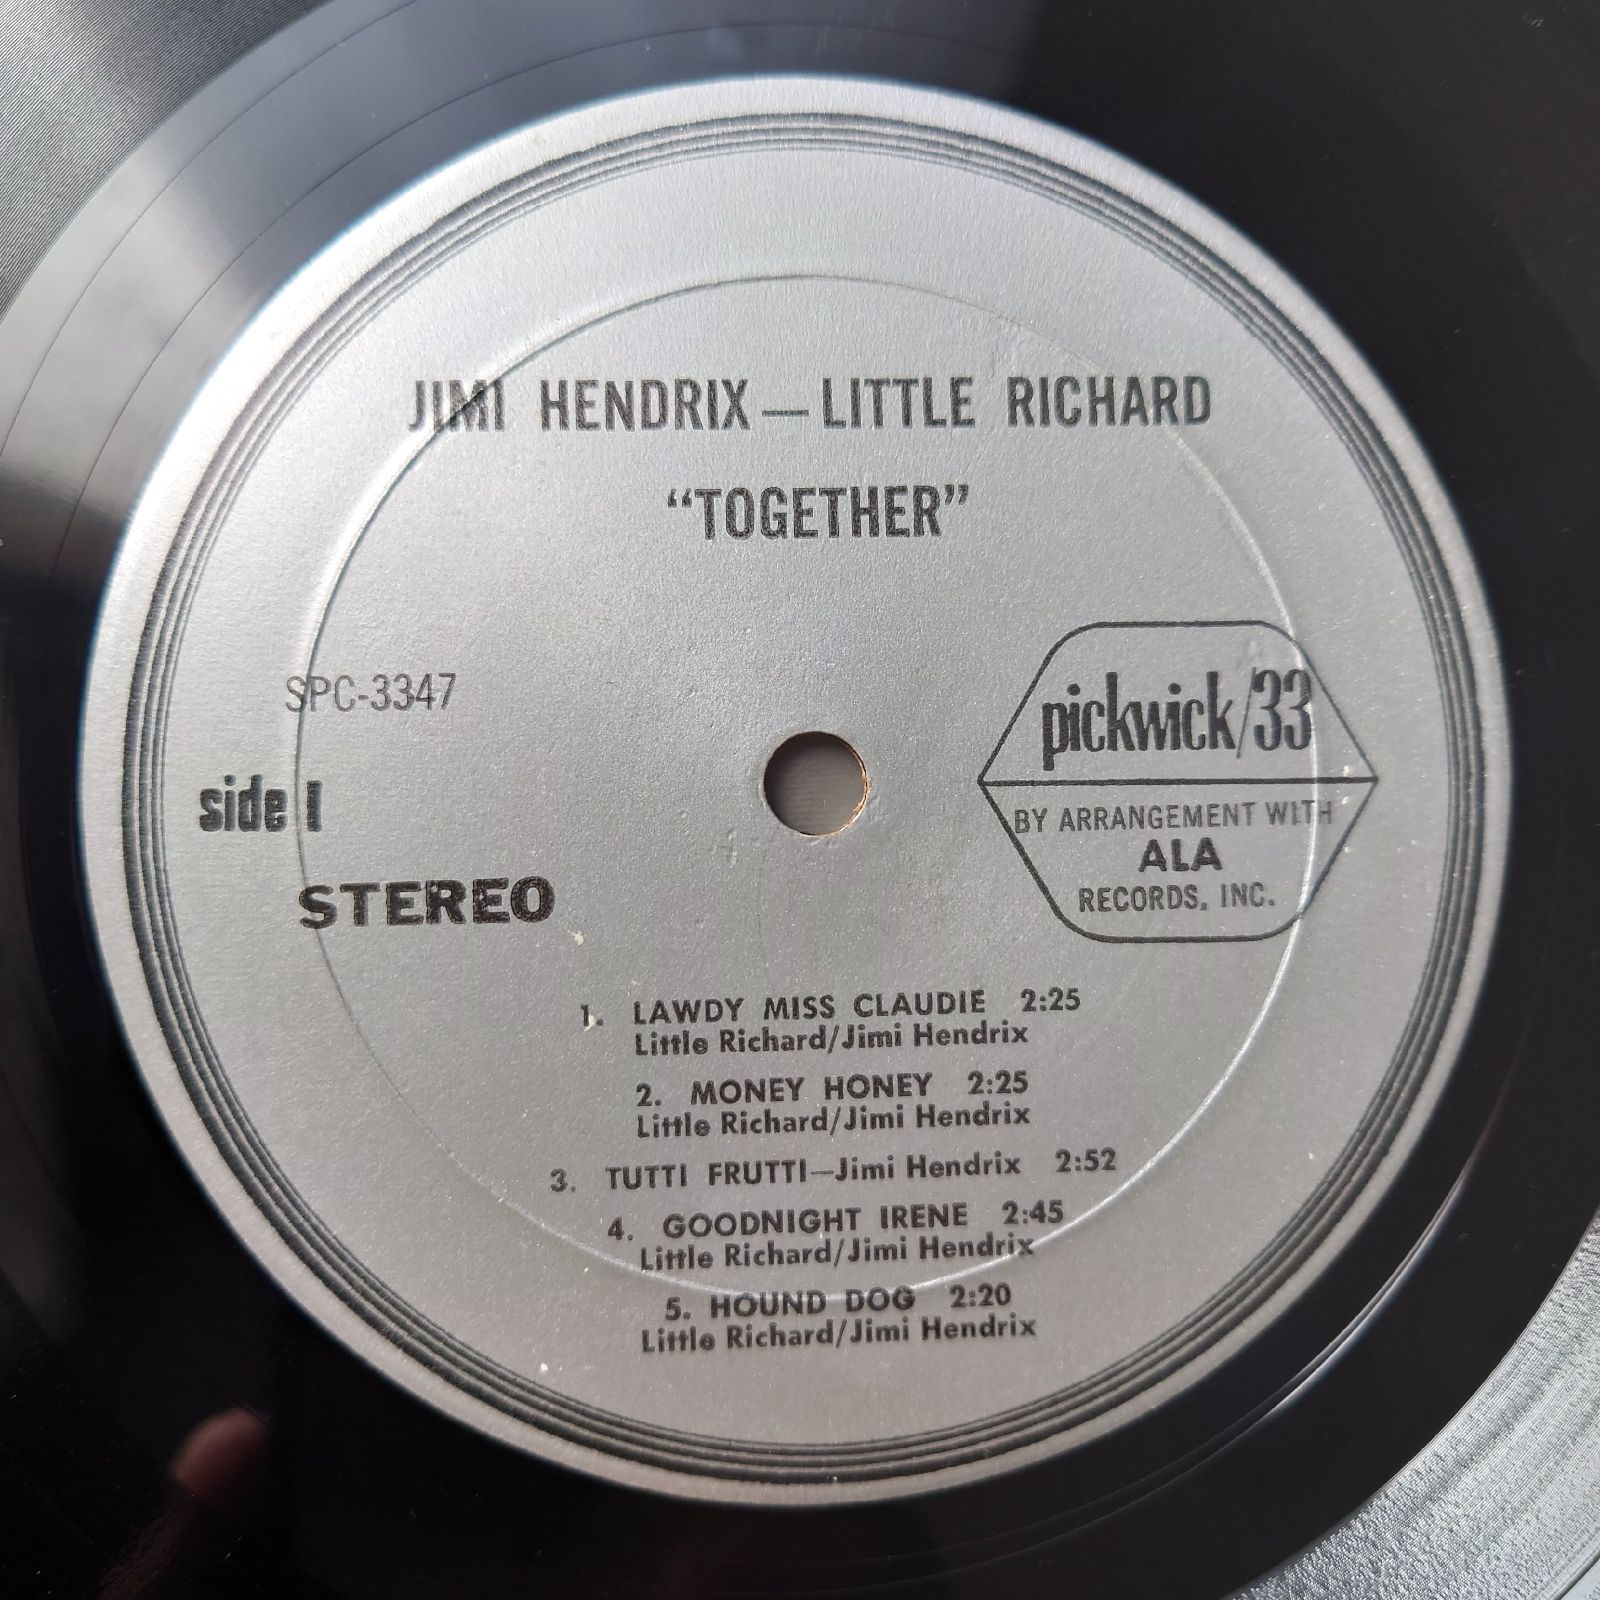 JIMI HENDRIX — LITTLE RICHARD
“TOGETHER”
SPC-3347
side 1
STEREO
pickwick/33
BY ARRANGEMENT WITH
ALA
RECORDS, INC.
1. LAWDY MISS CLAUDIE 2:25
Little Richard/Jimi Hendrix
2. MONEY HONEY 2:25
Little Richard/Jimi Hendrix
3. TUTTI FRUTTI—Jimi Hendrix 2:52
4. GOODNIGHT IRENE 2:45
Little Richard/Jimi Hendrix
5. HOUND DOG 2:20
Little Richard/Jimi Hendrix